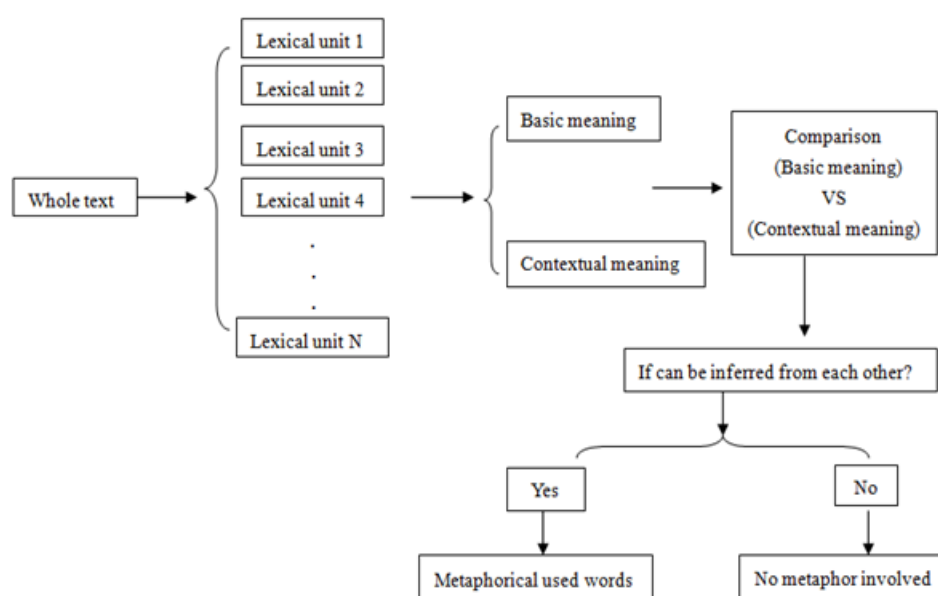 Lexical unit 1
Lexical unit 2
Lexical unit 3
Whole text
Lexical unit 4
.
.
.
Lexical unit N
Basic meaning
Contextual meaning
Comparison
(Basic meaning)
VS
(Contextual meaning)
If can be inferred from each other?
Yes
No
Metaphorical used words
No metaphor involved